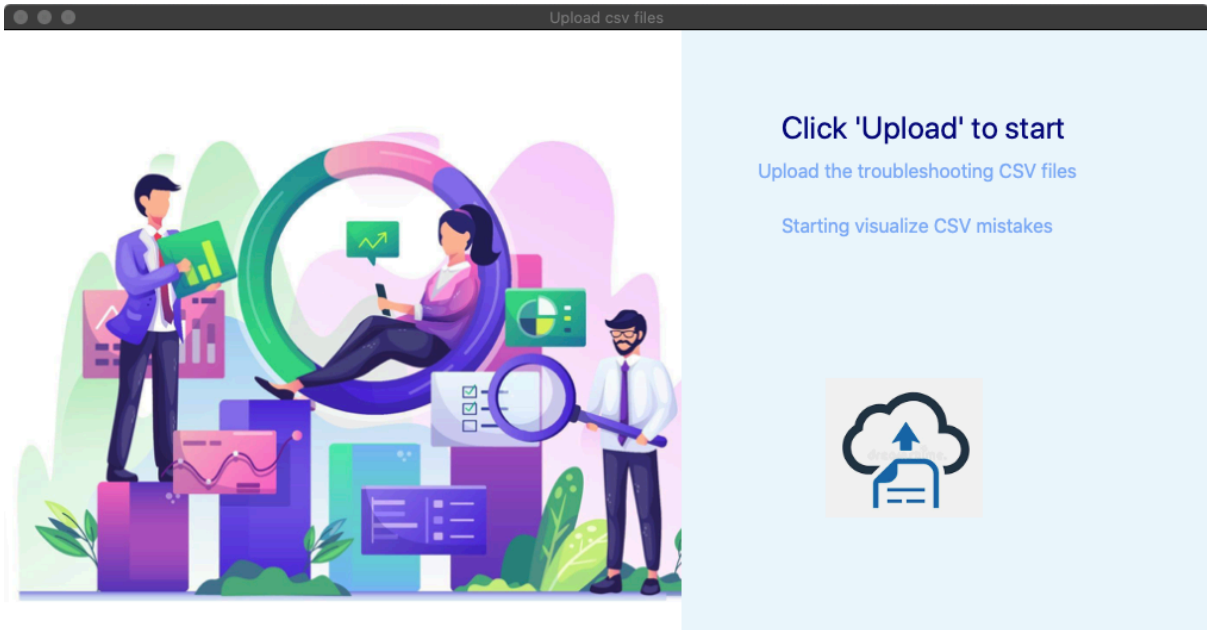 Upload csv files
Click 'Upload' to start
Upload the troubleshooting CSV files
Starting visualize CSV mistakes